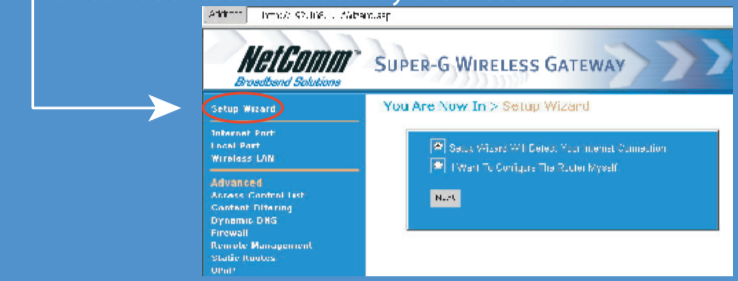 Address
NetComm™
Broadband Solutions
SUPER-G WIRELESS GATEWAY
Setup Wizard
You Are Now In > Setup Wizard
Internet Port
Local Port
Wireless LAN
Setup Wizard Will Detect Your Internet Connection
I Want To Configure The Router Myself
Next
Advanced
Access Control List
Content Filtering
Dynamic DNS
Firewall
Remote Management
Static Routes
UPnP